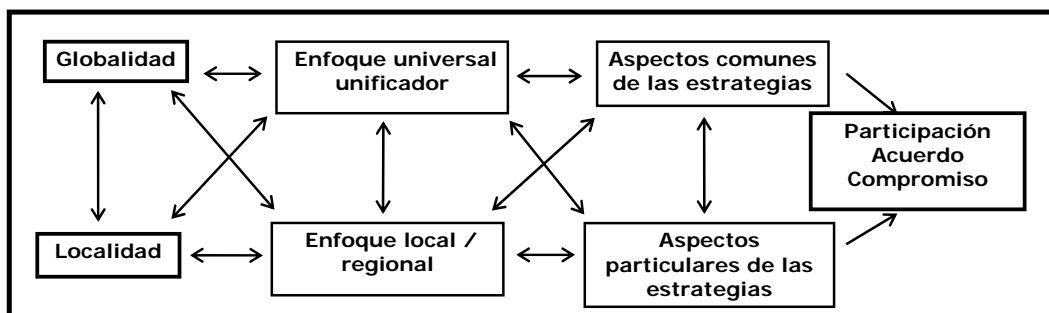 Globalidad
Enfoque universal
unificador
Aspectos comunes
de las estrategias
Participación
Acuerdo
Compromiso
Localidad
Enfoque local /
regional
Aspectos
particulares de las
estrategias